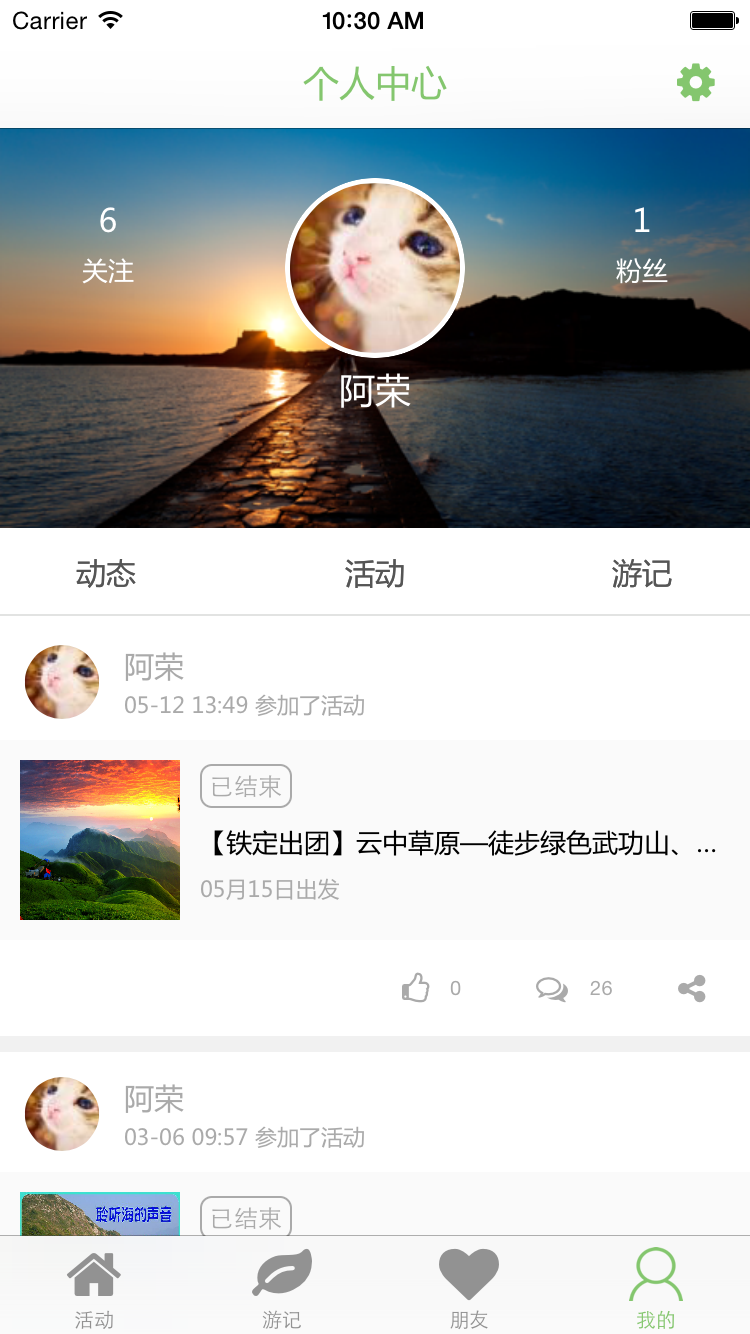 Carrier 10:30 AM
个人中心
6
关注
1
粉丝
阿荣
动态 活动 游记
阿荣
05-12 13:49 参加了活动
已结束
【铁定出团】云中草原—徒步绿色武功山、...
05月15日出发
0 26
阿荣
03-06 09:57 参加了活动
聆听海的声音
已结束
活动 游记 朋友 我的